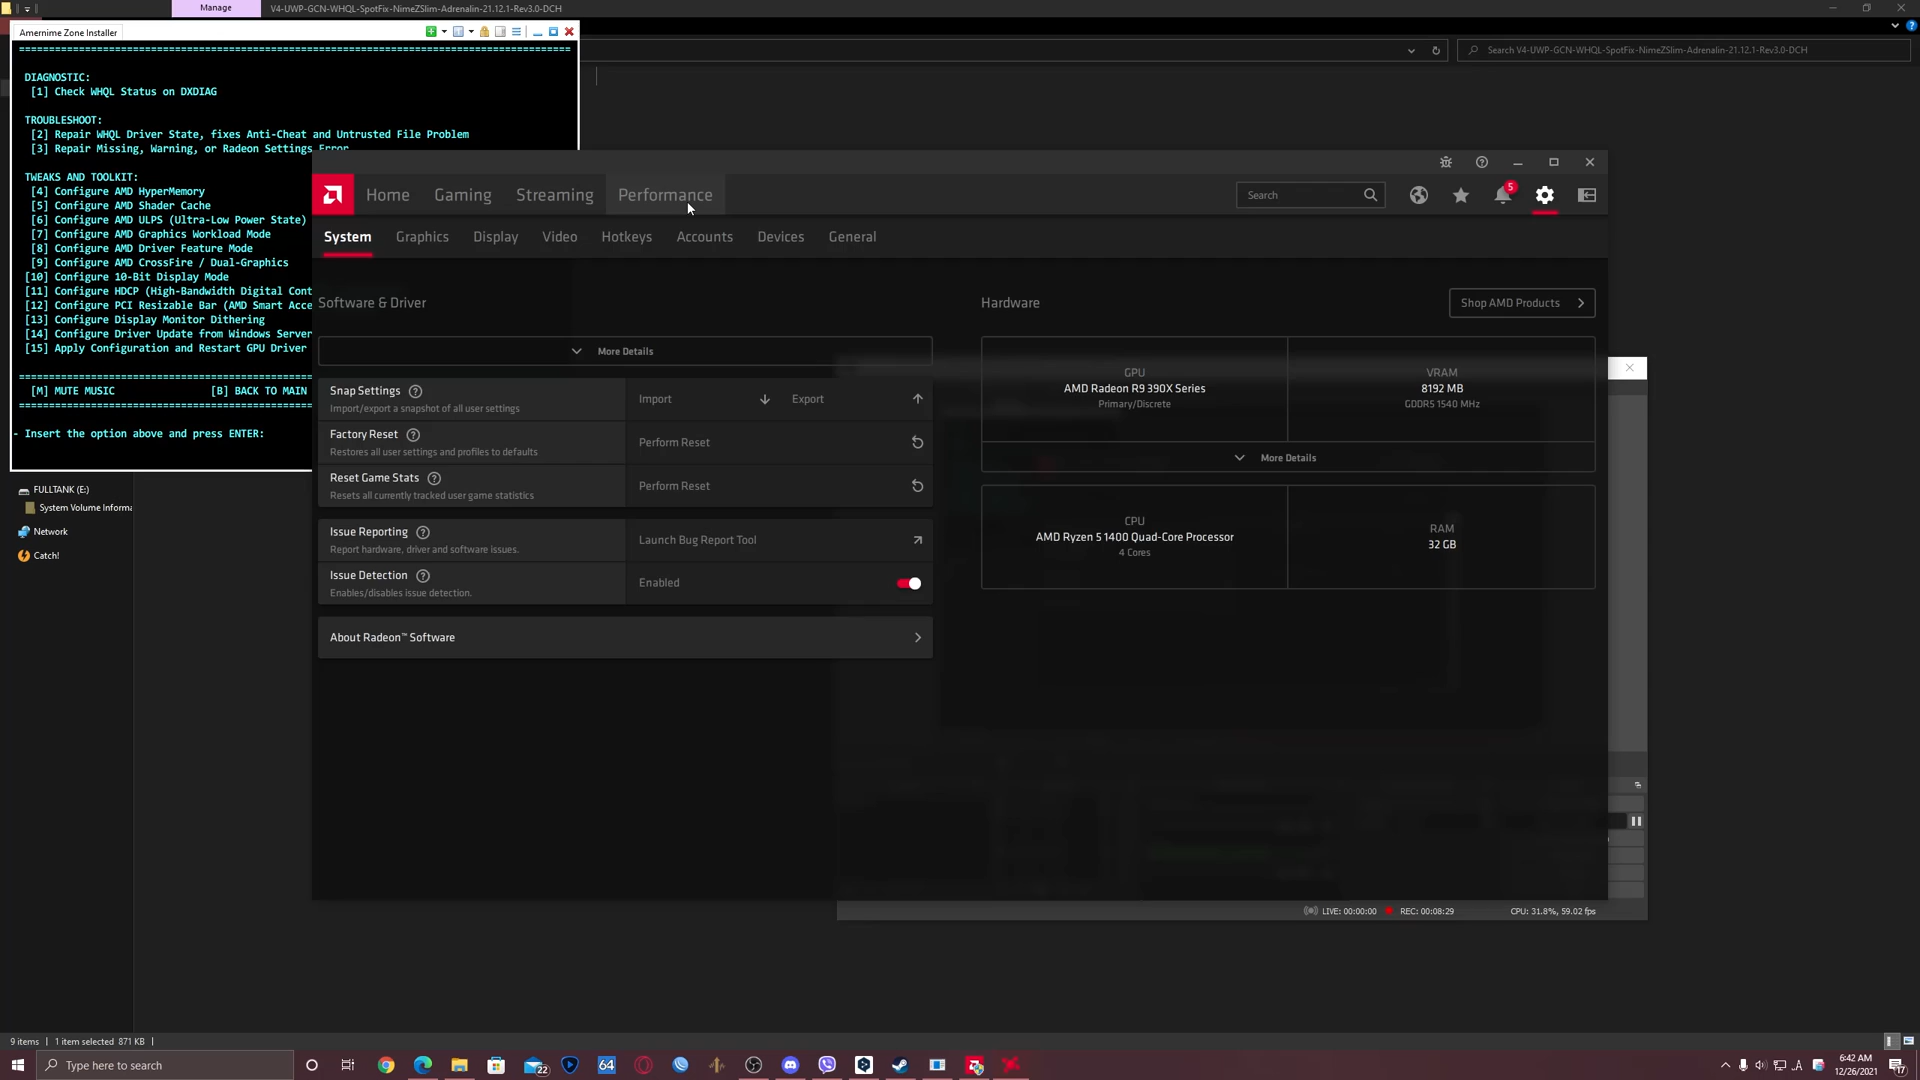 Manage
V4-UWP-GCN-WHQL-SpotFix-NimeZSlim-Adrenalin-21.12.1-Rev3.0-DCH
Search V4-UWP-GCN-WHQL-SpotFix-NimeZSlim-Adrenalin-21.12.1-Rev3.0-DCH
Amernime Zone Installer
DIAGNOSTIC:
[1] Check WHQL Status on DXDIAG
TROUBLESHOOT:
[2] Repair WHQL Driver State, fixes Anti-Cheat and Untrusted File Problem
[3] Repair Missing, Warning, or Radeon Settings Error
TWEAKS AND TOOLKIT:
[4] Configure AMD HyperMemory
[5] Configure AMD Shader Cache
[6] Configure AMD ULPS (Ultra-Low Power State)
[7] Configure AMD Graphics Workload Mode
[8] Configure AMD Driver Feature Mode
[9] Configure AMD CrossFire / Dual-Graphics
[10] Configure 10-Bit Display Mode
[11] Configure HDCP (High-Bandwidth Digital Cont
[12] Configure PCI Resizable Bar (AMD Smart Acce
[13] Configure Display Monitor Dithering
[14] Configure Driver Update from Windows Server
[15] Apply Configuration and Restart GPU Driver
[M] MUTE MUSIC [B] BACK TO MAIN
- Insert the option above and press ENTER:
FULLTANK (E:)
System Volume Informa
Network
Catch!
Home Gaming Streaming Performance
Search
5
System Graphics Display Video Hotkeys Accounts Devices General
Software & Driver
More Details
Snap Settings
Import/export a snapshot of all user settings
Import Export
Factory Reset
Restores all user settings and profiles to defaults
Perform Reset
Reset Game Stats
Resets all currently tracked user game statistics
Perform Reset
Issue Reporting
Report hardware, driver and software issues.
Launch Bug Report Tool
Issue Detection
Enables/disables issue detection.
Enabled
About Radeon™ Software
Hardware
Shop AMD Products
GPU
AMD Radeon R9 390X Series
Primary/Discrete
VRAM
8192 MB
GDDR5 1540 MHz
More Details
CPU
AMD Ryzen 5 1400 Quad-Core Processor
4 Cores
RAM
32 GB
LIVE: 00:00:00 REC: 00:08:29 CPU: 31.8%, 59.02 fps
9 items 1 item selected 871 KB
Type here to search
22
64
6:42 AM
12/26/2021
17